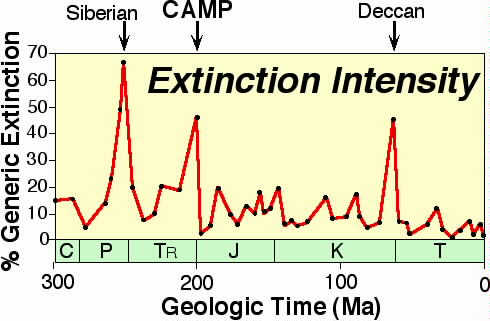 Siberian CAMP Deccan
Extinction Intensity
% Generic Extinction
70
60
50
40
30
20
10
0
C P TR J K T
300 200 100 0
Geologic Time (Ma)